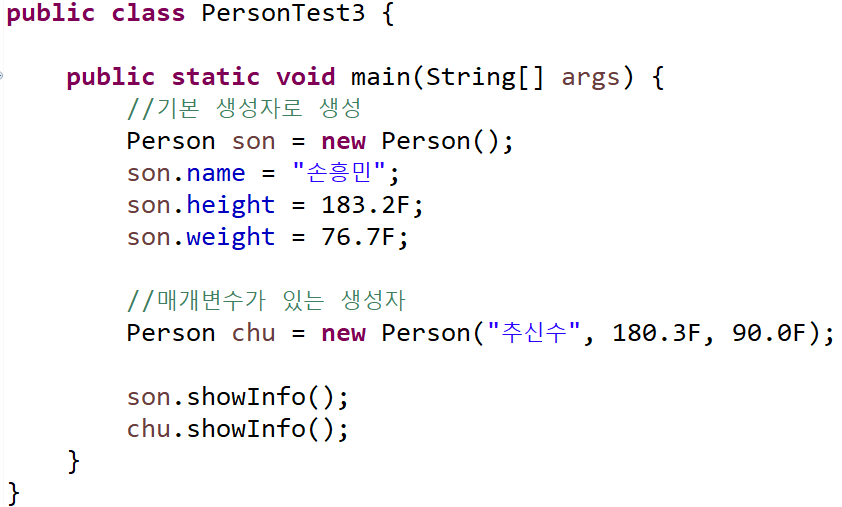 public class PersonTest3 {
public static void main(String[] args) {
//기본 생성자로 생성
Person son = new Person();
son.name = "손흥민";
son.height = 183.2F;
son.weight = 76.7F;
//매개변수가 있는 생성자
Person chu = new Person("추신수", 180.3F, 90.0F);
son.showInfo();
chu.showInfo();
}
}